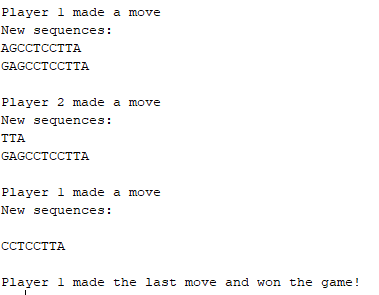 Player 1 made a move
New sequences:
AGCCTCCTTA
GAGCCTCCTTA

Player 2 made a move
New sequences:
TTA
GAGCCTCCTTA

Player 1 made a move
New sequences:

CCTCCTTA

Player 1 made the last move and won the game!